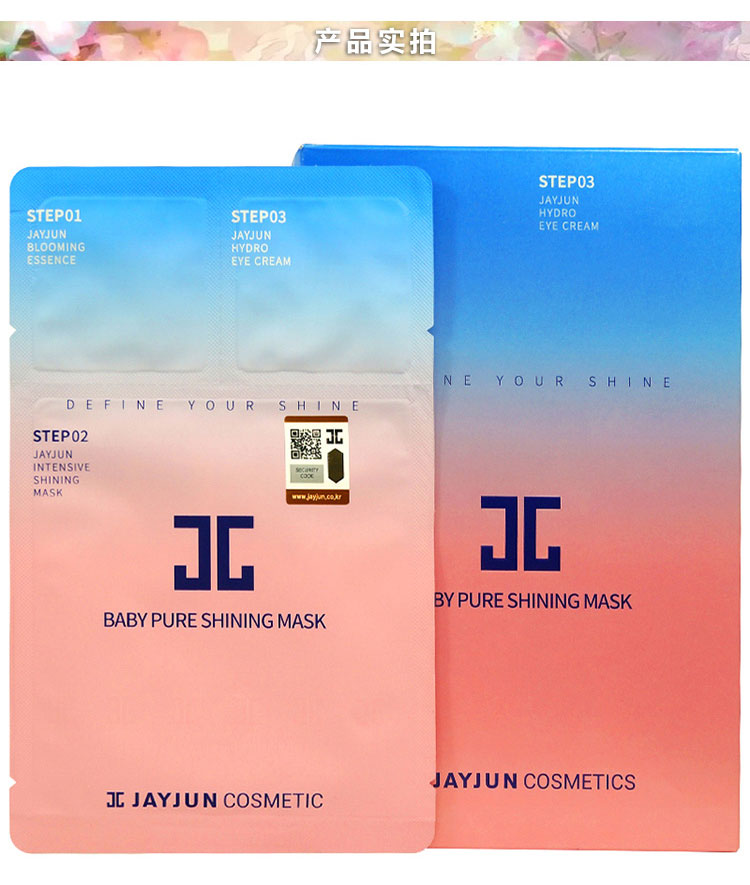 产品实拍
STEP01
JAYJUN
BLOOMING
ESSENCE
STEP03
JAYJUN
HYDRO
EYE CREAM
DEFINE YOUR SHINE
STEP02
JAYJUN
INTENSIVE
SHINING
MASK
SECURITY
CODE
www.jayjun.co.kr
BABY PURE SHINING MASK
JAYJUN COSMETIC
STEP03
JAYJUN
HYDRO
EYE CREAM
NE YOUR SHINE
BY PURE SHINING MASK
JAYJUN COSMETICS